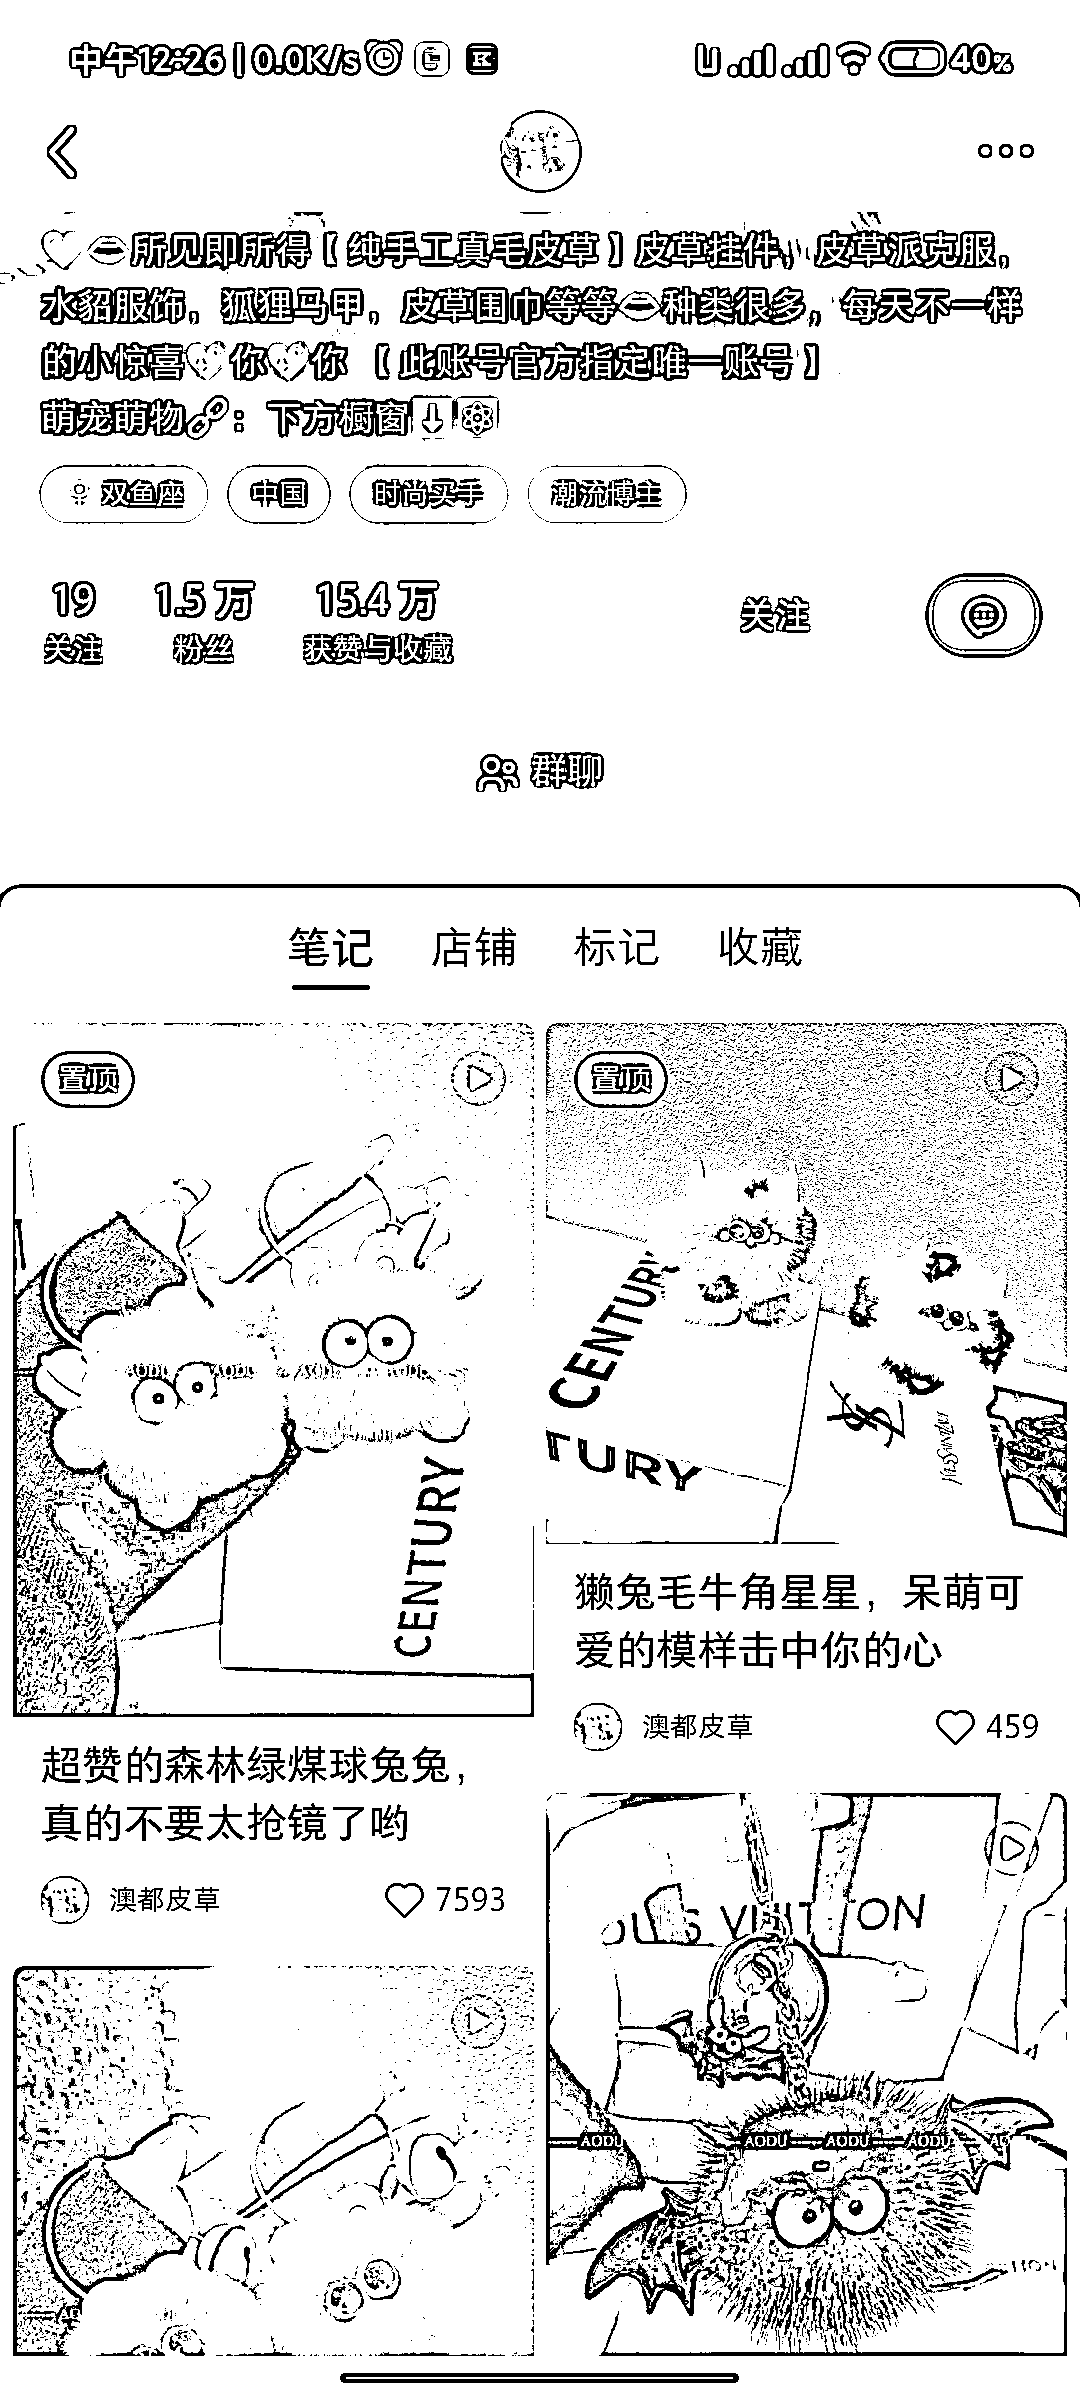 中午12:26 | 0.0K/s
40%
所见即所得【 纯手工真毛皮草 】皮草挂件，皮草派克服，
水貂服饰，狐狸马甲，皮草围巾等等 种类很多，每天不一样
的小惊喜 你 你 【 此账号官方指定唯一账号 】
萌宠萌物 ：下方橱窗
双鱼座 中国 时尚买手 潮流博主
19 1.5 万 15.4 万
关注 粉丝 获赞与收藏
关注
群聊
笔记 店铺 标记 收藏
置顶
AODU AODU AODU AODU
CENTURY
超赞的森林绿煤球兔兔，
真的不要太抢镜了哟
澳都皮草 7593
置顶
CENTURY
TURY
獭兔毛牛角星星，呆萌可
爱的模样击中你的心
澳都皮草 459
AODU AODU AODU AODU